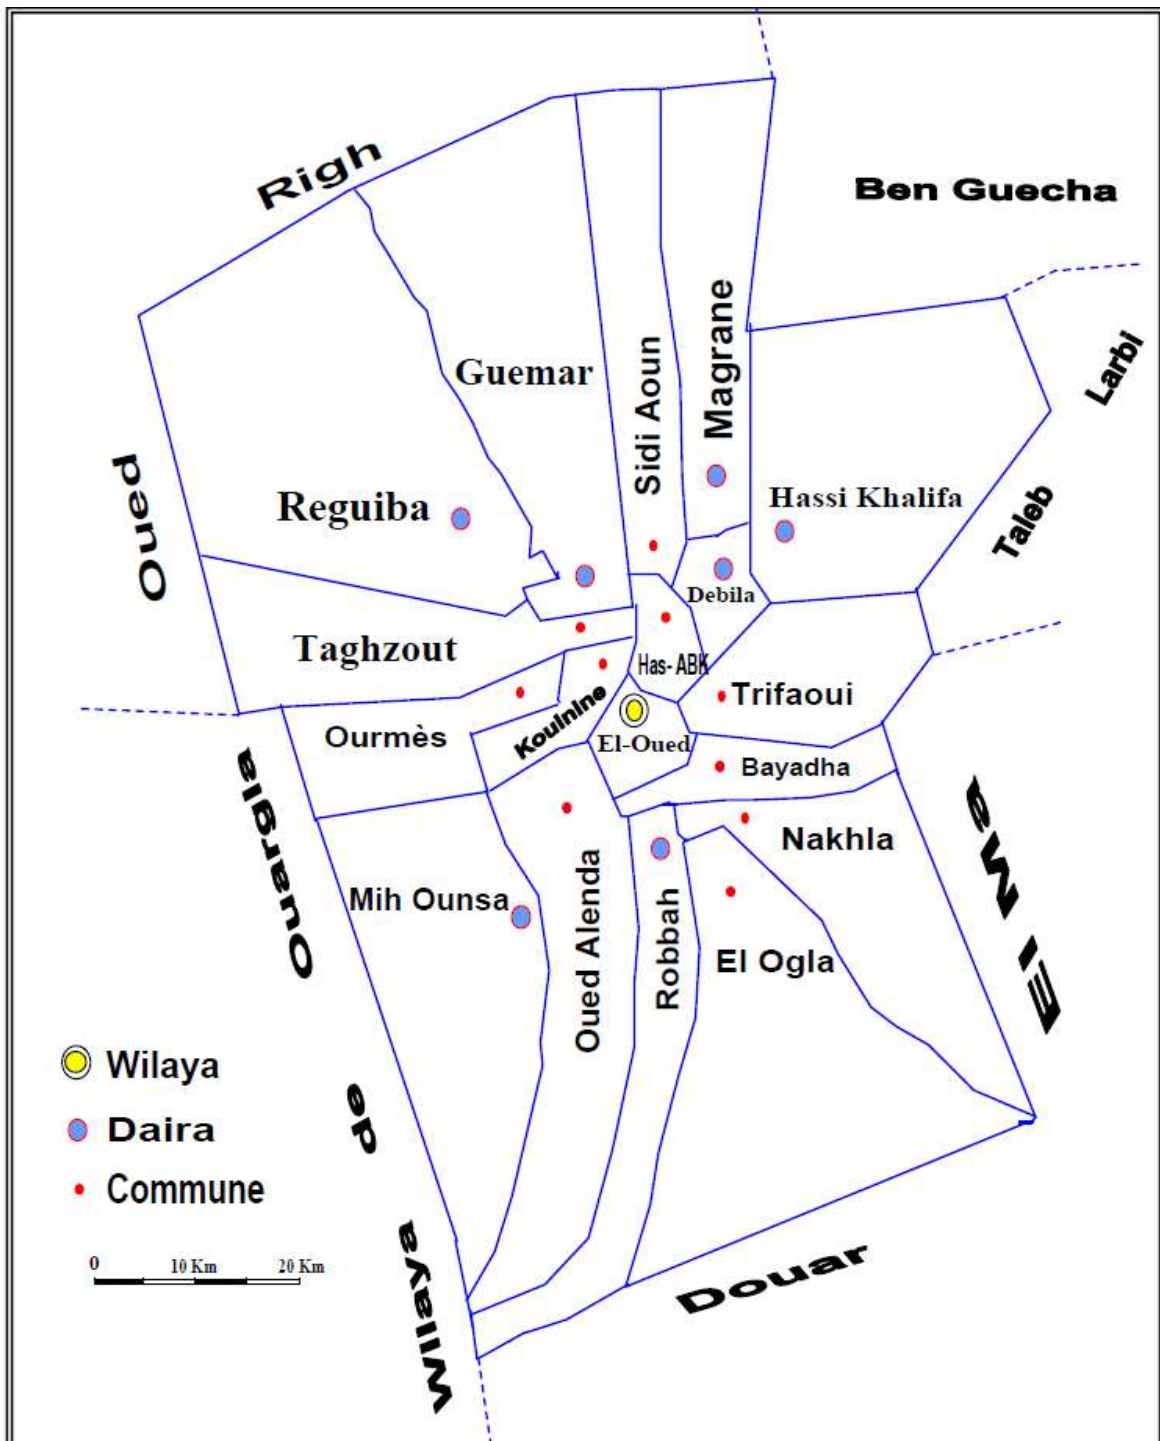 Righ
Ben Guecha
Guemar
Sidi Aoun
Magrane
Larbi
Oued
Reguiba
Hassi Khalifa
Taleb
Debila
Taghzout
Has- ABK
Trifaoui
Ourmès
Kouinine
El-Oued
Bayadha
Ouargla
Nakhla
El Ma
Mih Ounsa
Oued Alenda
Robbah
El Ogla
Wilaya
de
Daira
Commune
0 10 Km 20 Km
Wilaya
Douar